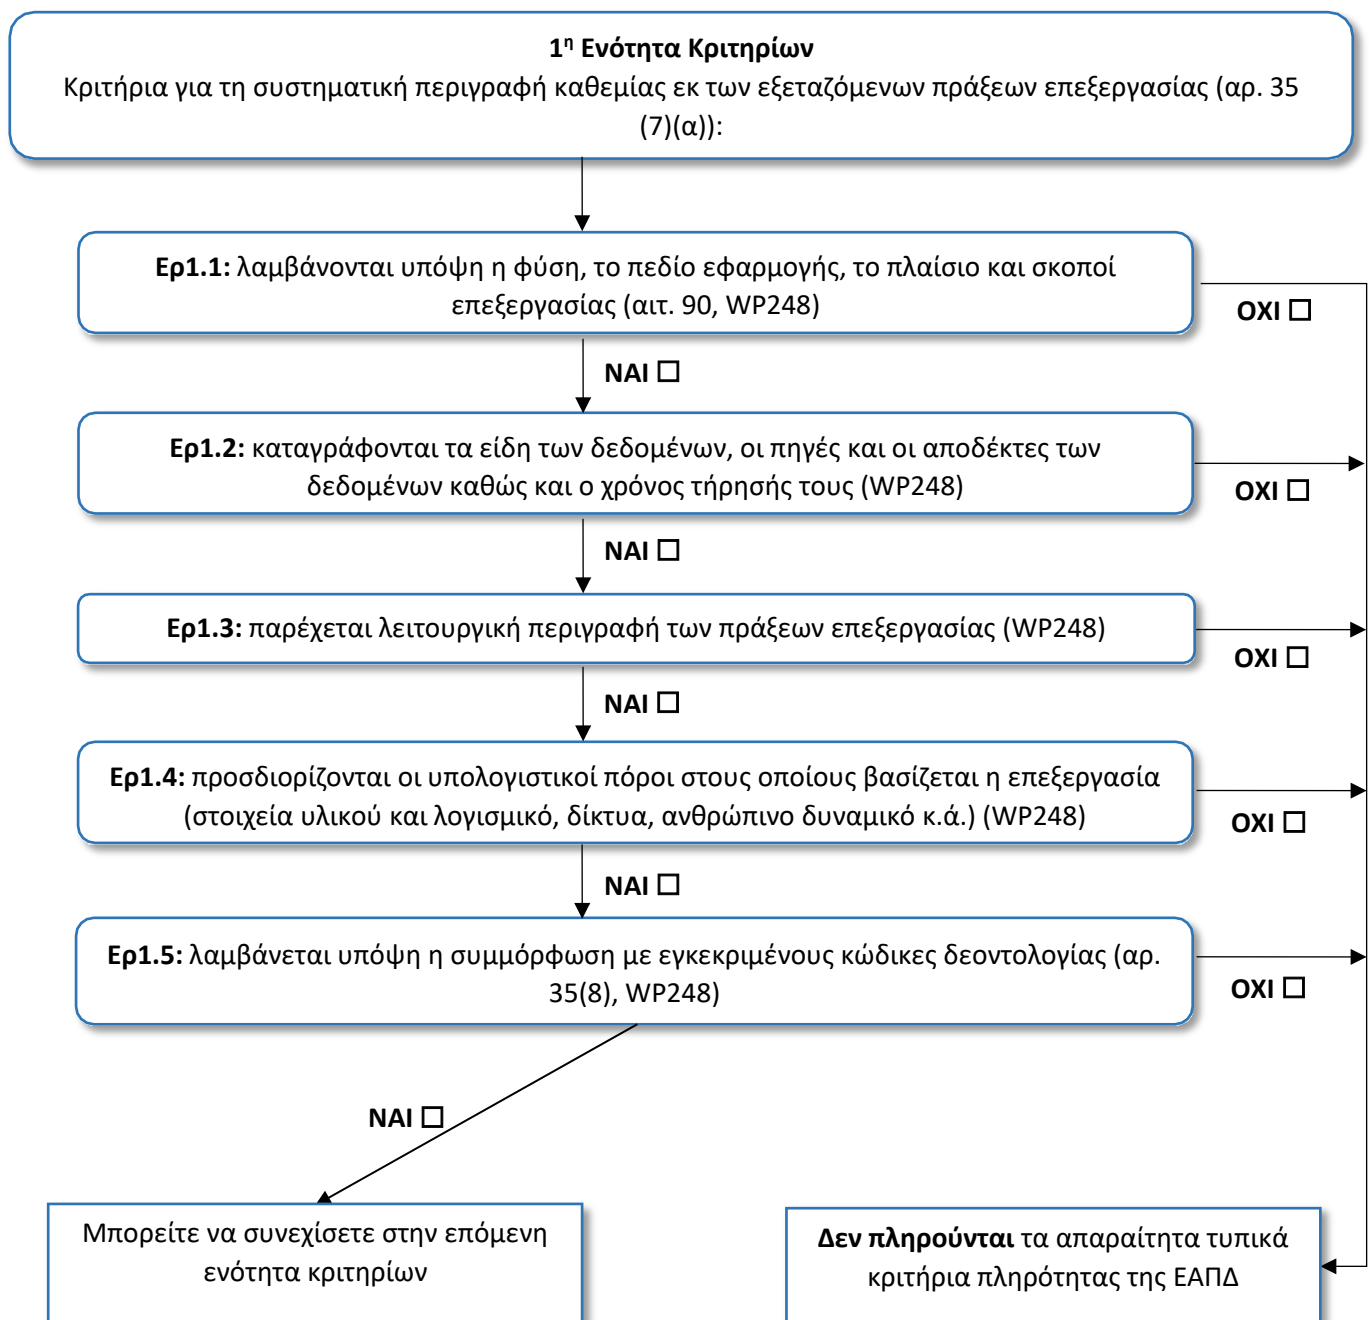 1η Ενότητα Κριτηρίων
Κριτήρια για τη συστηματική περιγραφή καθεμίας εκ των εξεταζόμενων πράξεων επεξεργασίας (αρ. 35
(7)(α)):
Ερ1.1: λαμβάνονται υπόψη η φύση, το πεδίο εφαρμογής, το πλαίσιο και σκοποί
επεξεργασίας (αιτ. 90, WP248)
ΟΧΙ ☐
ΝΑΙ ☐
Ερ1.2: καταγράφονται τα είδη των δεδομένων, οι πηγές και οι αποδέκτες των
δεδομένων καθώς και ο χρόνος τήρησής τους (WP248)
ΟΧΙ ☐
ΝΑΙ ☐
Ερ1.3: παρέχεται λειτουργική περιγραφή των πράξεων επεξεργασίας (WP248)
ΟΧΙ ☐
ΝΑΙ ☐
Ερ1.4: προσδιορίζονται οι υπολογιστικοί πόροι στους οποίους βασίζεται η επεξεργασία
(στοιχεία υλικού και λογισμικό, δίκτυα, ανθρώπινο δυναμικό κ.ά.) (WP248)
ΟΧΙ ☐
ΝΑΙ ☐
Ερ1.5: λαμβάνεται υπόψη η συμμόρφωση με εγκεκριμένους κώδικες δεοντολογίας (αρ.
35(8), WP248)
ΟΧΙ ☐
ΝΑΙ ☐
Μπορείτε να συνεχίσετε στην επόμενη
ενότητα κριτηρίων
Δεν πληρούνται τα απαραίτητα τυπικά
κριτήρια πληρότητας της ΕΑΠΔ